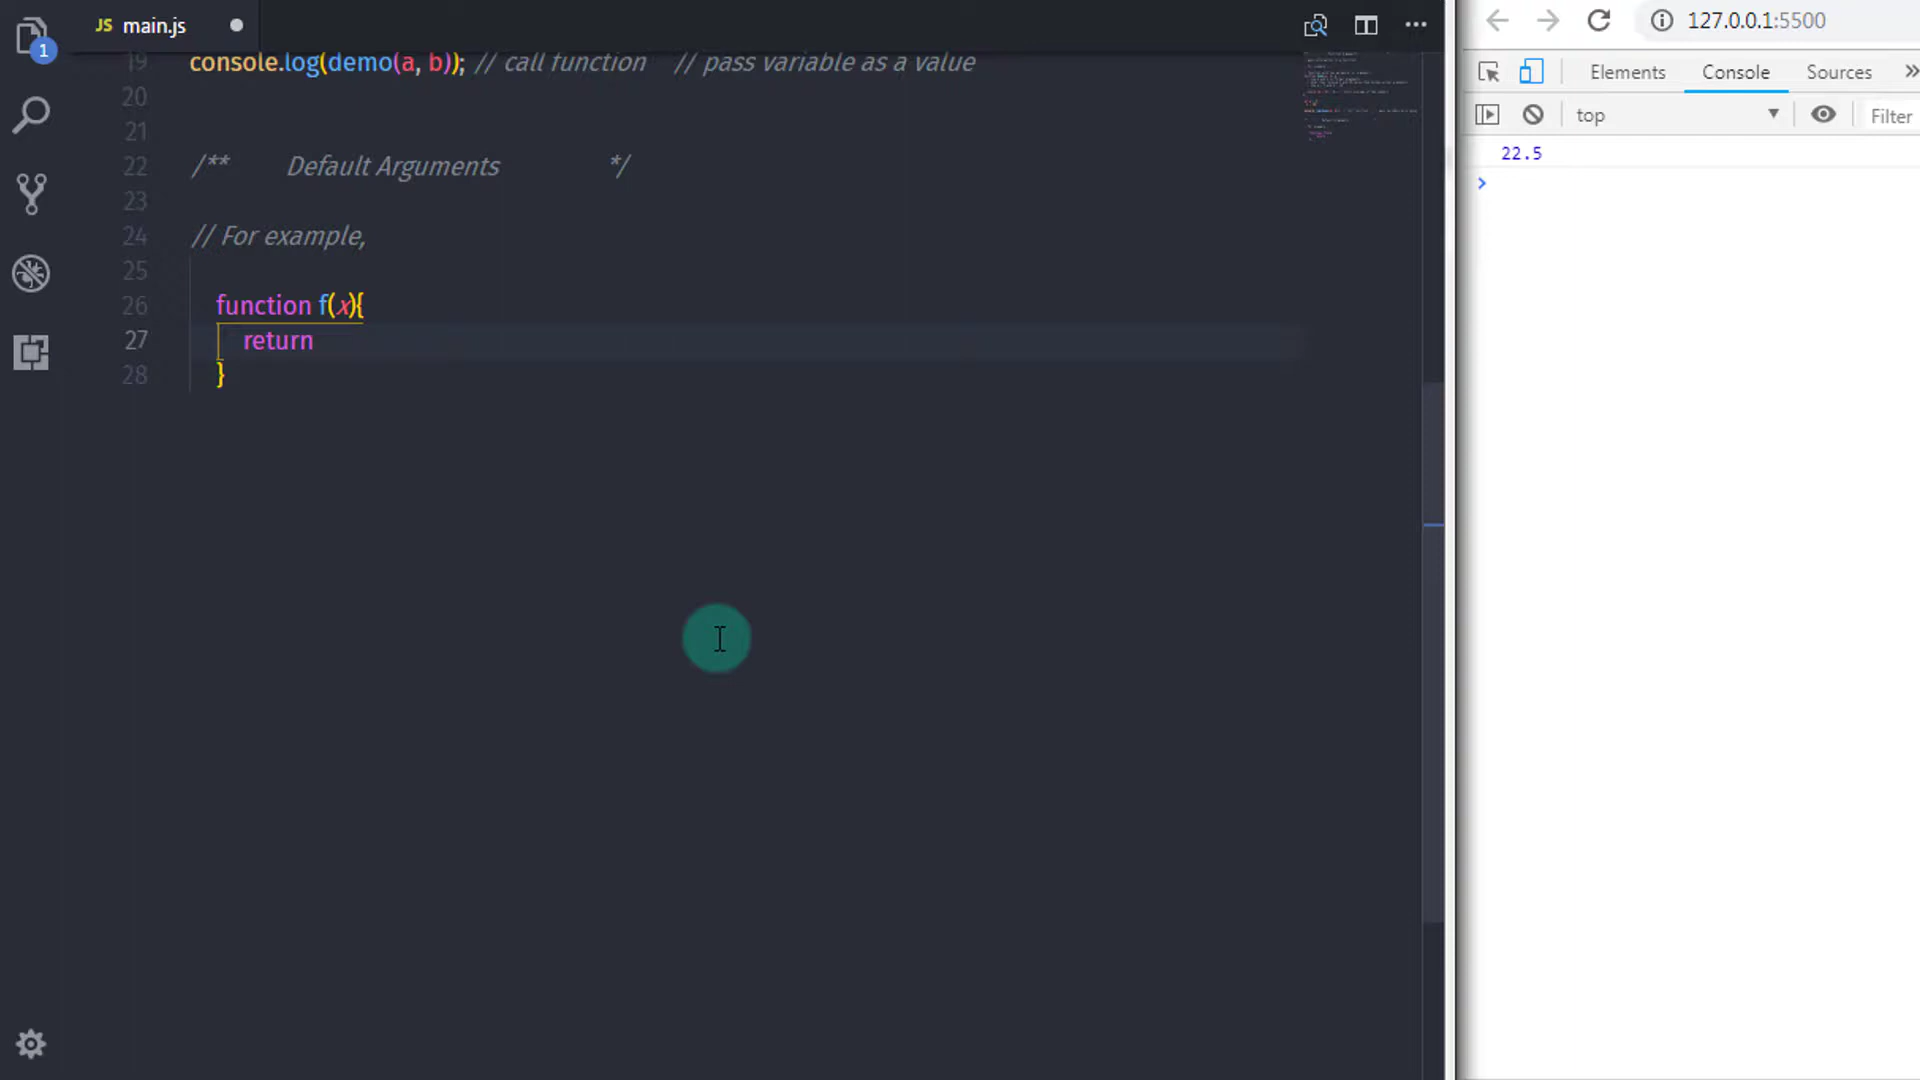 JS main.js
1
19 console.log(demo(a, b)); // call function // pass variable as a value
20
21
22 /** Default Arguments */
23
24 // For example,
25
26 function f(x){
27 return
28 }
127.0.0.1:5500
Elements Console Sources »
top Filter
22.5